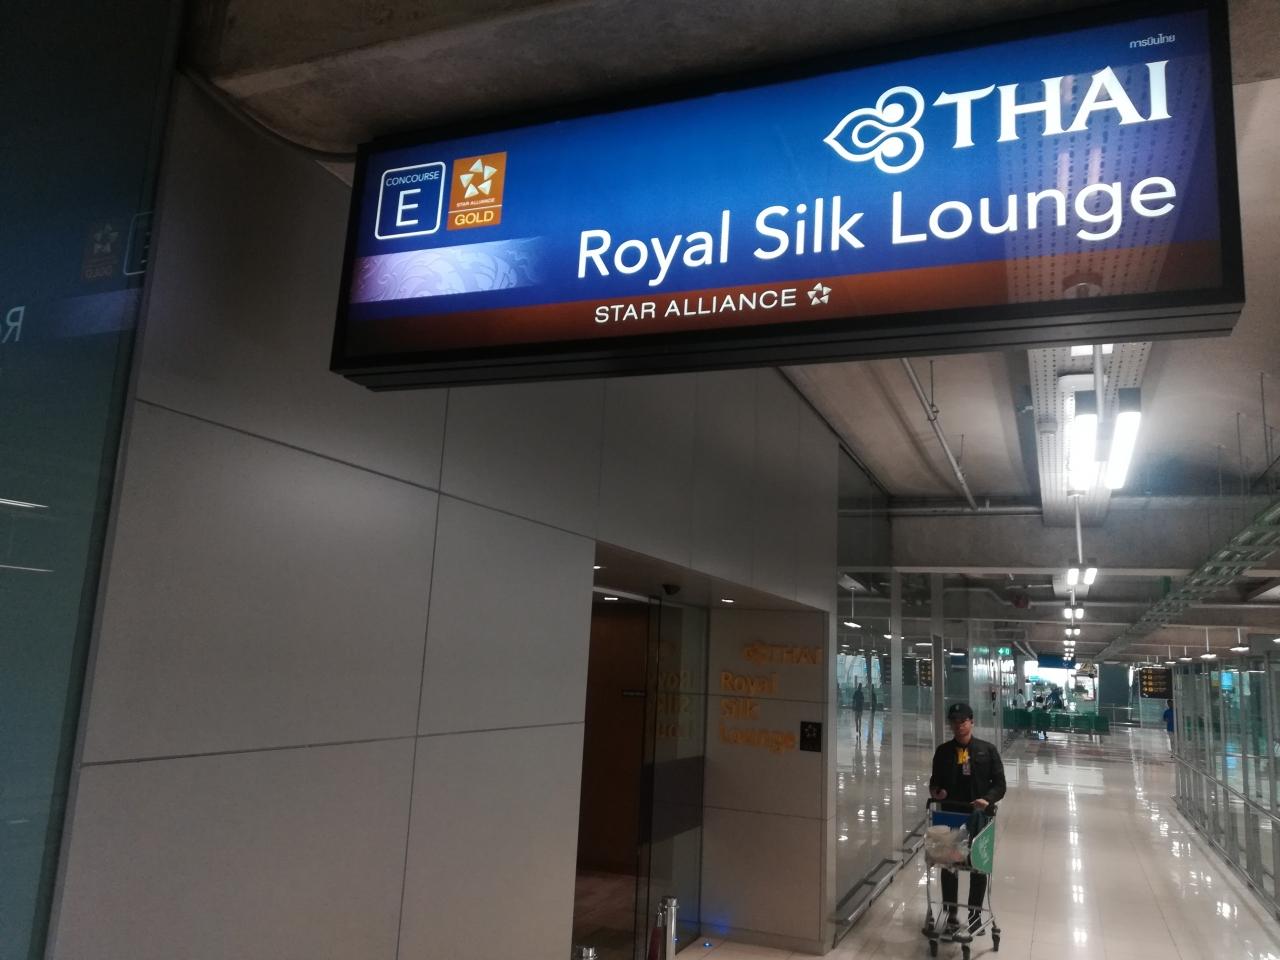 การบินไทย
THAI
CONCOURSE
E
STAR ALLIANCE
GOLD
Royal Silk Lounge
STAR ALLIANCE
THAI
Royal
Silk
Lounge